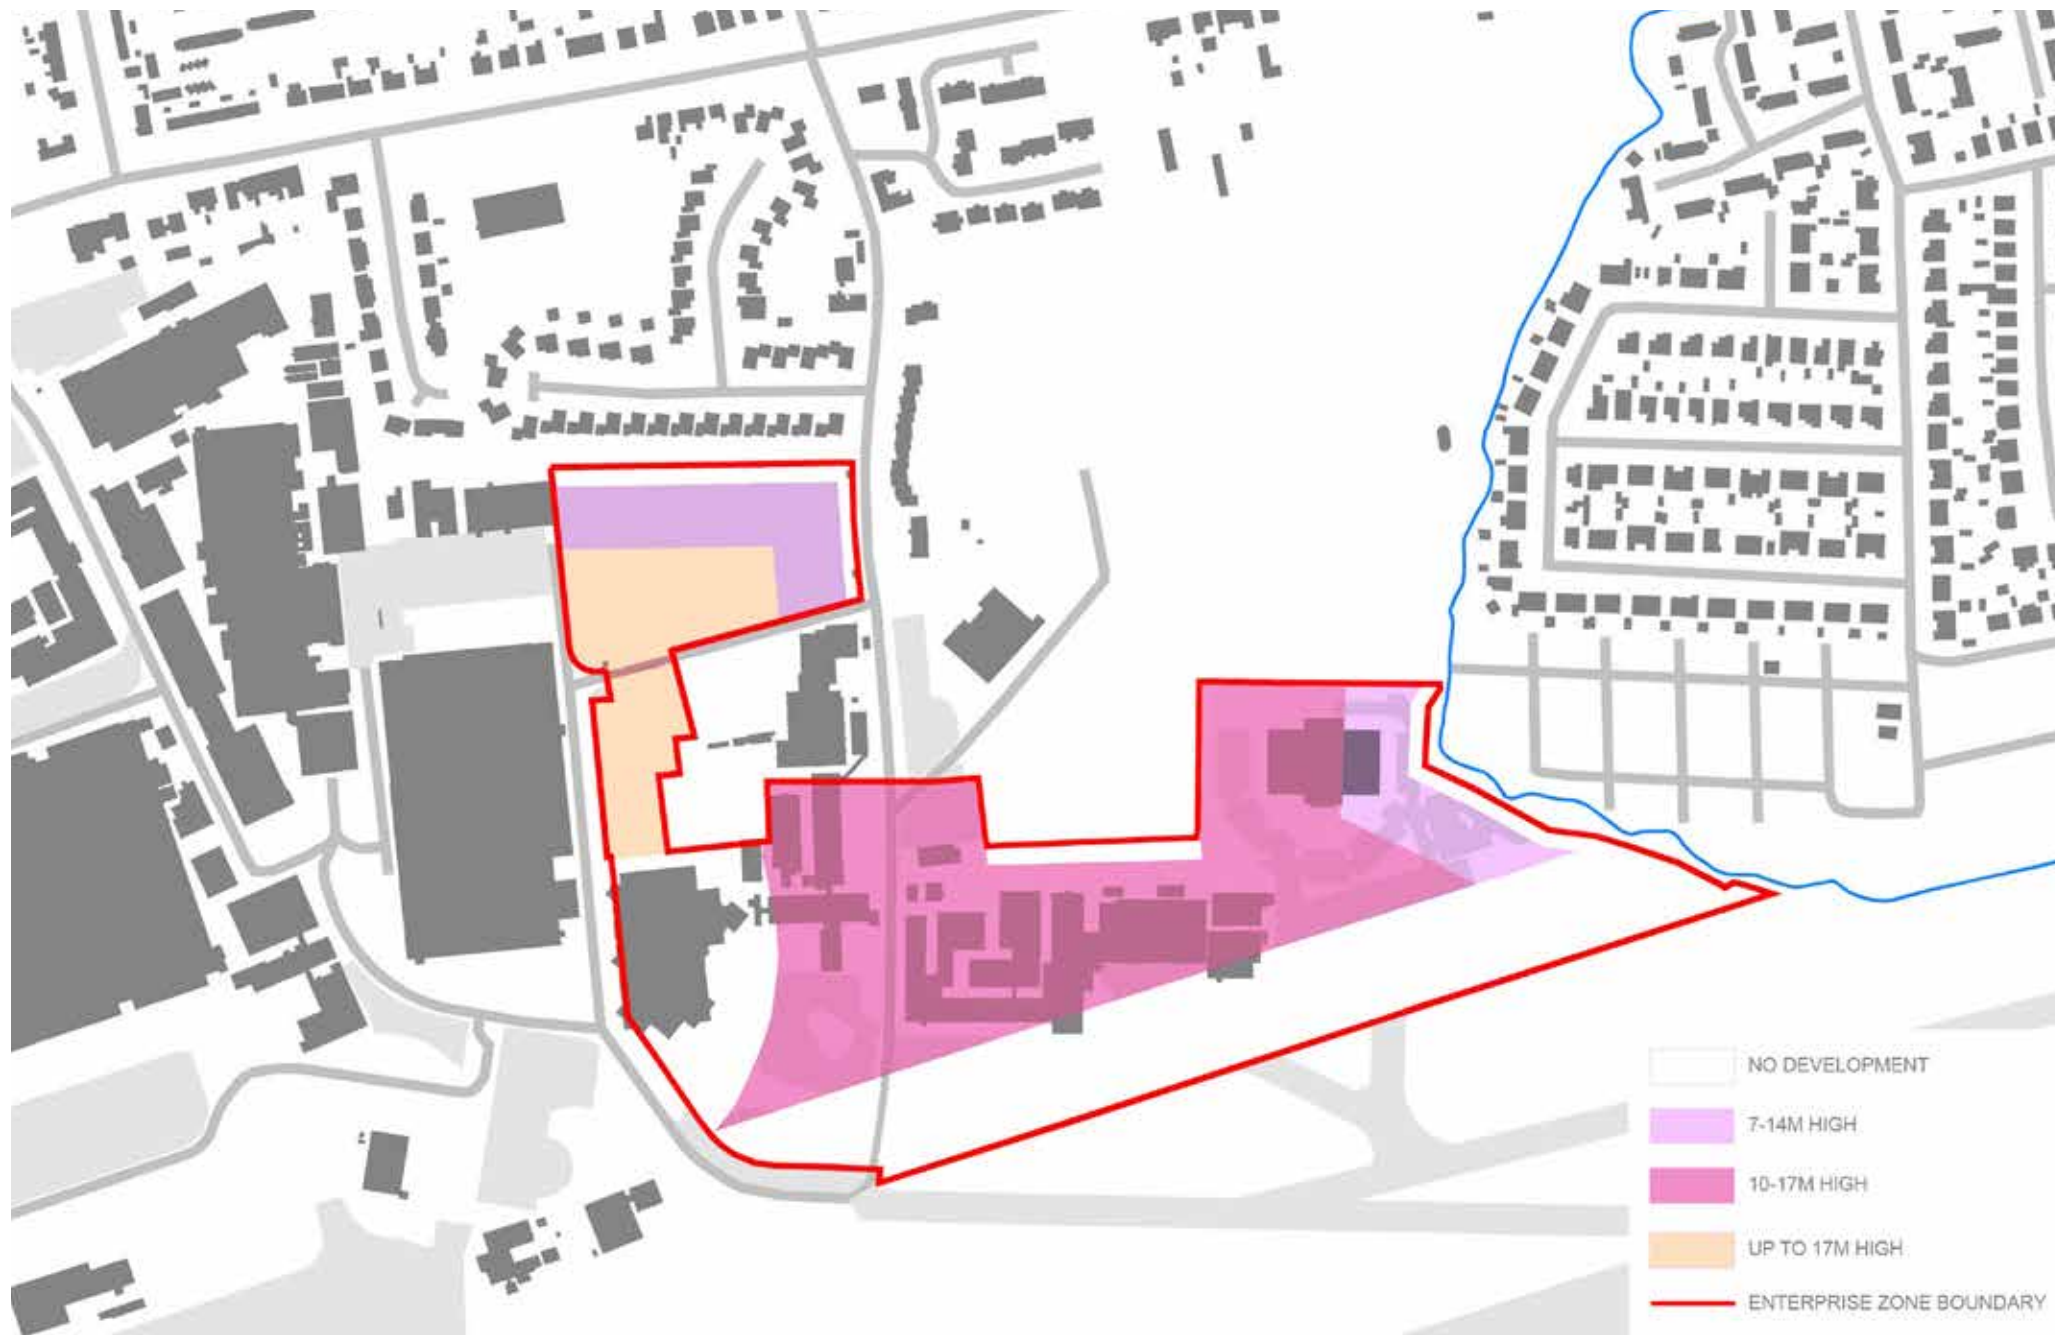 NO DEVELOPMENT
7-14M HIGH
10-17M HIGH
UP TO 17M HIGH
ENTERPRISE ZONE BOUNDARY